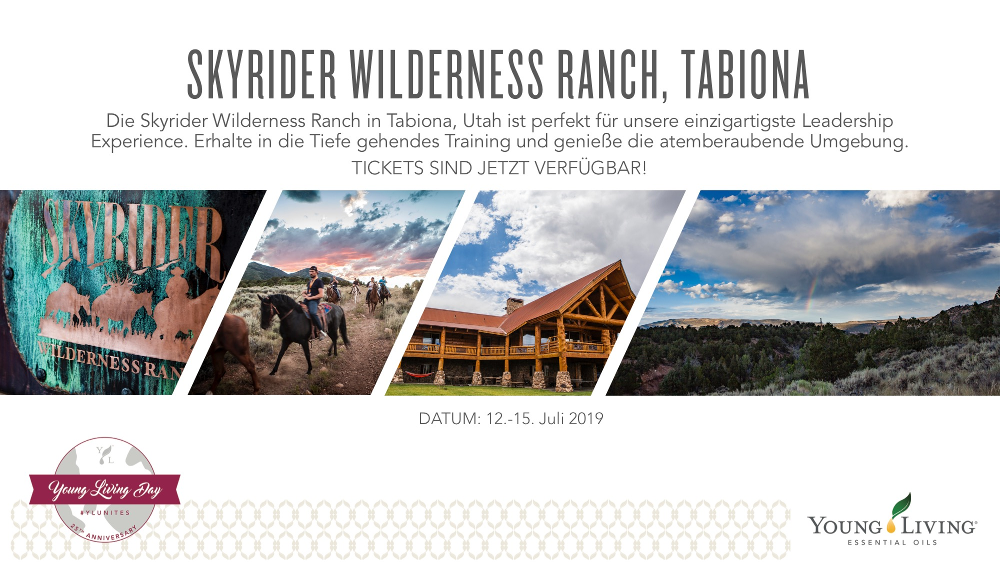 SKYRIDER WILDERNESS RANCH, TABIONA
Die Skyrider Wilderness Ranch in Tabiona, Utah ist perfekt für unsere einzigartigste Leadership
Experience. Erhalte in die Tiefe gehendes Training und genieße die atemberaubende Umgebung.
TICKETS SIND JETZT VERFÜGBAR!
SKYRIDER
WILDERNESS RAN
DATUM: 12.-15. Juli 2019
Y L
Young Living Day
#YLUNITES
25TH ANNIVERSARY
YOUNG LIVING®
ESSENTIAL OILS